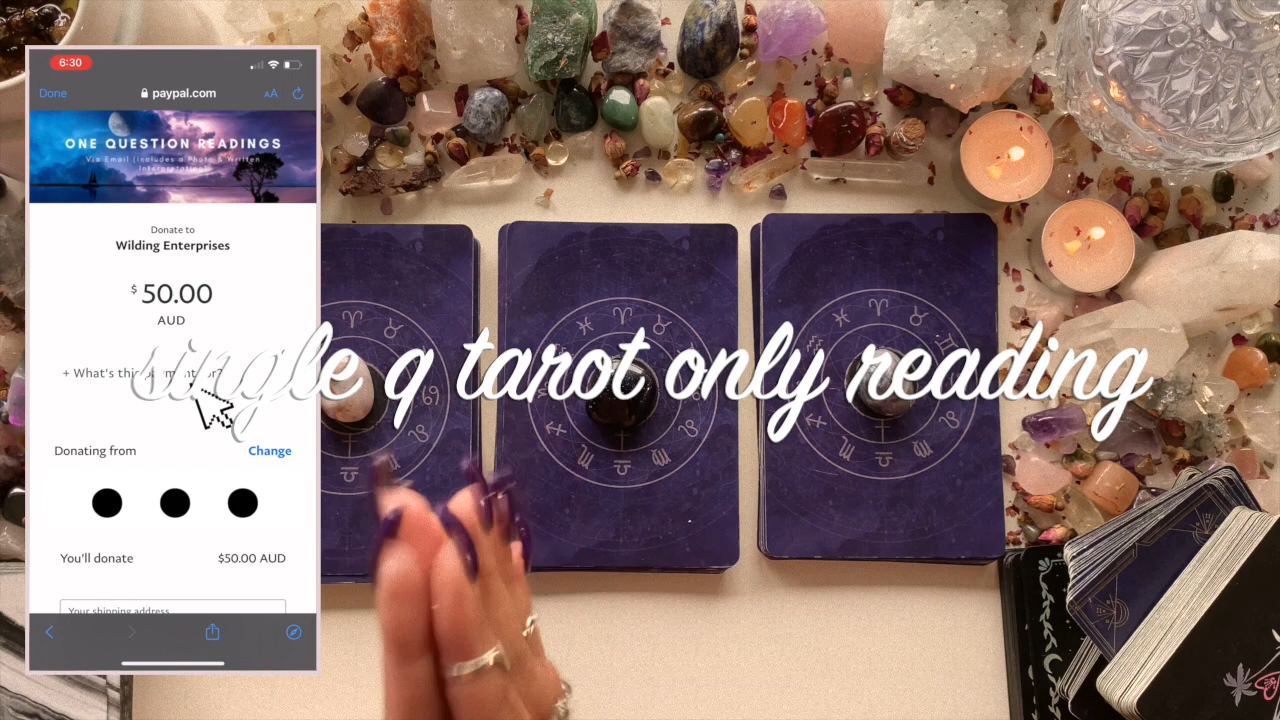 6:30
Done
paypal.com
AA
ONE QUESTION READINGS
Via Email (includes a Photo & Written
Interpretation)
Donate to
Wilding Enterprises
$50.00
AUD
single q tarot only reading
+ What's this payment for?
Donating from
Change
You'll donate
$50.00 AUD
Your shipping address